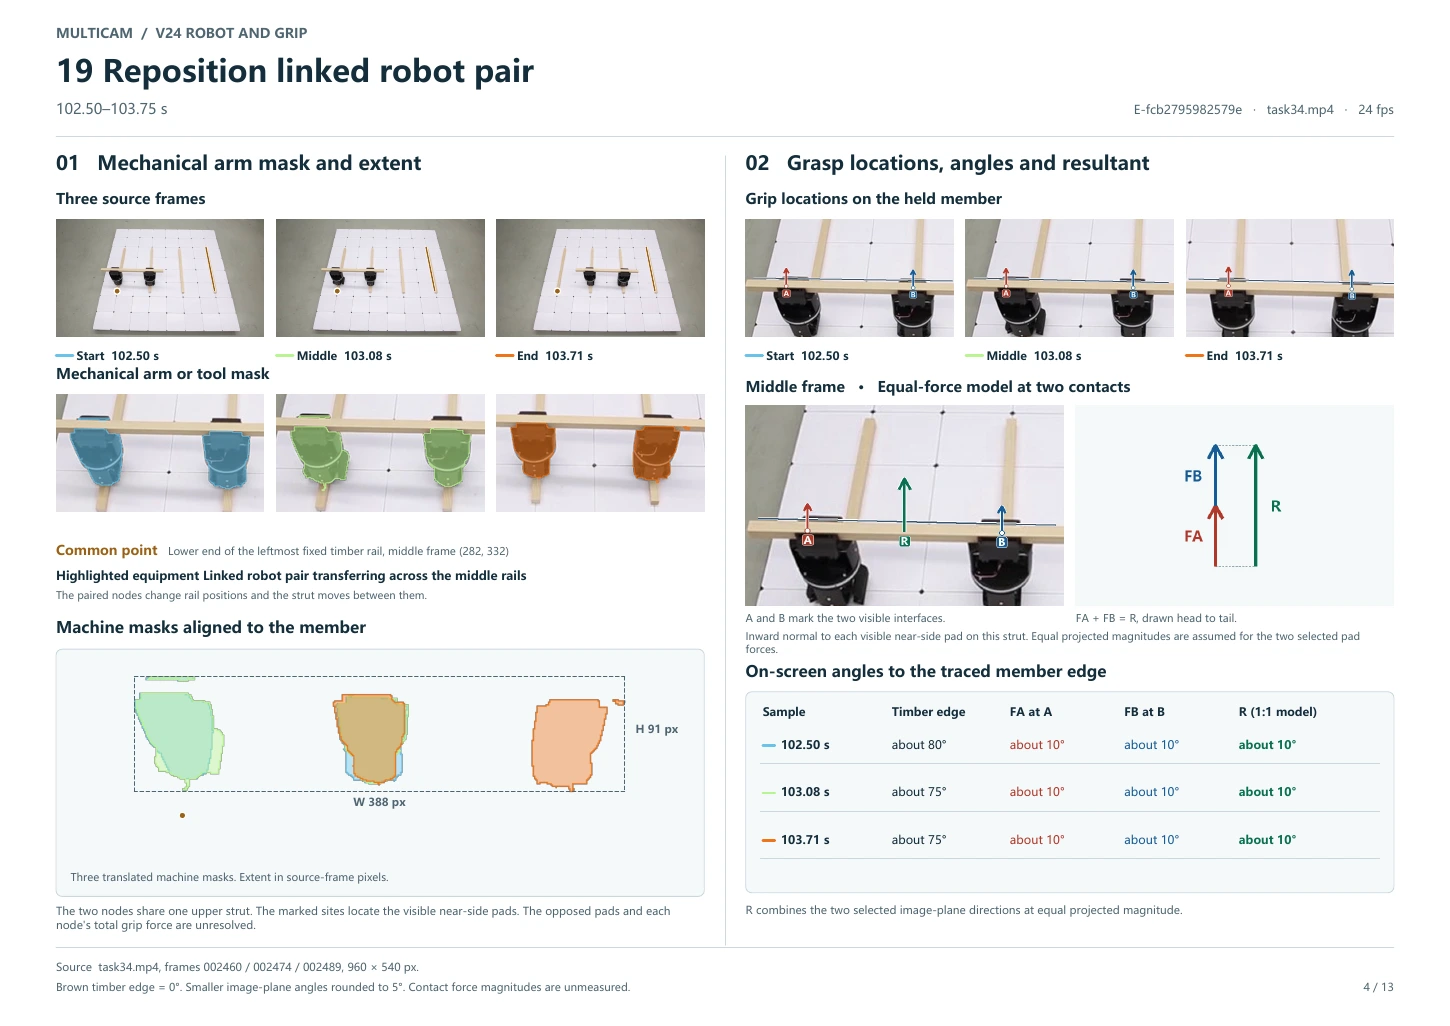 MULTICAM / V24 ROBOT AND GRIP
19 Reposition linked robot pair
102.50–103.75 s
E-fcb2795982579e · task34.mp4 · 24 fps
01 Mechanical arm mask and extent
Three source frames
Start 102.50 s
Middle 103.08 s
End 103.71 s
Mechanical arm or tool mask
Common point Lower end of the leftmost fixed timber rail, middle frame (282, 332)
Highlighted equipment Linked robot pair transferring across the middle rails
The paired nodes change rail positions and the strut moves between them.
Machine masks aligned to the member
H 91 px
W 388 px
Three translated machine masks. Extent in source-frame pixels.
The two nodes share one upper strut. The marked sites locate the visible near-side pads. The opposed pads and each
node's total grip force are unresolved.
02 Grasp locations, angles and resultant
Grip locations on the held member
A
B
A
B
A
B
Start 102.50 s
Middle 103.08 s
End 103.71 s
Middle frame • Equal-force model at two contacts
A
R
B
FB
FA
R
A and B mark the two visible interfaces.
FA + FB = R, drawn head to tail.
Inward normal to each visible near-side pad on this strut. Equal projected magnitudes are assumed for the two selected pad
forces.
On-screen angles to the traced member edge
Sample Timber edge FA at A FB at B R (1:1 model)
102.50 s about 80° about 10° about 10° about 10°
103.08 s about 75° about 10° about 10° about 10°
103.71 s about 75° about 10° about 10° about 10°
R combines the two selected image-plane directions at equal projected magnitude.
Source task34.mp4, frames 002460 / 002474 / 002489, 960 × 540 px.
Brown timber edge = 0°. Smaller image-plane angles rounded to 5°. Contact force magnitudes are unmeasured.
4 / 13